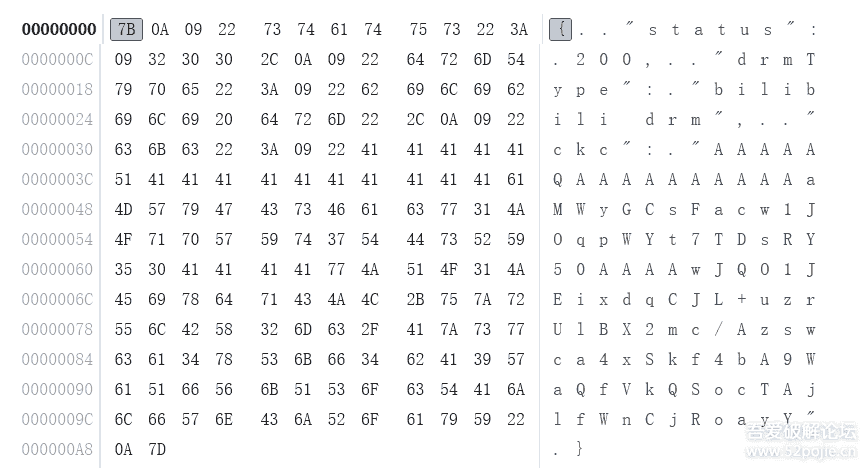 00000000 7B 0A 09 22 73 74 61 74 75 73 22 3A {.."status":
0000000C 09 32 30 30 2C 0A 09 22 64 72 6D 54 .200,.."drmT
00000018 79 70 65 22 3A 09 22 62 69 6C 69 62 ype":."bilib
00000024 69 6C 69 20 64 72 6D 22 2C 0A 09 22 ili drm",.."
00000030 63 6B 63 22 3A 09 22 41 41 41 41 41 ckc":."AAAAA
0000003C 51 41 41 41 41 41 41 41 41 41 41 61 QAAAAAAAAAAa
00000048 4D 57 79 47 43 73 46 61 63 77 31 4A MWyGCsFacw1J
00000054 4F 71 70 57 59 74 37 54 44 73 52 59 OqpWYt7TDsRY
00000060 35 30 41 41 41 41 77 4A 51 4F 31 4A 50AAAAwJQO1J
0000006C 45 69 78 64 71 43 4A 4C 2B 75 7A 72 EixdqCJL+uzr
00000078 55 6C 42 58 32 6D 63 2F 41 7A 73 77 UlBX2mc/Azsw
00000084 63 61 34 78 53 6B 66 34 62 41 39 57 ca4xSkf4bA9W
00000090 61 51 66 56 6B 51 53 6F 63 54 41 6A aQfVkQSocTAj
0000009C 6C 66 57 6E 43 6A 52 6F 61 79 59 22 lfWnCjRoayY"
000000A8 0A 7D .}
吾爱破解论坛
www.52pojie.cn